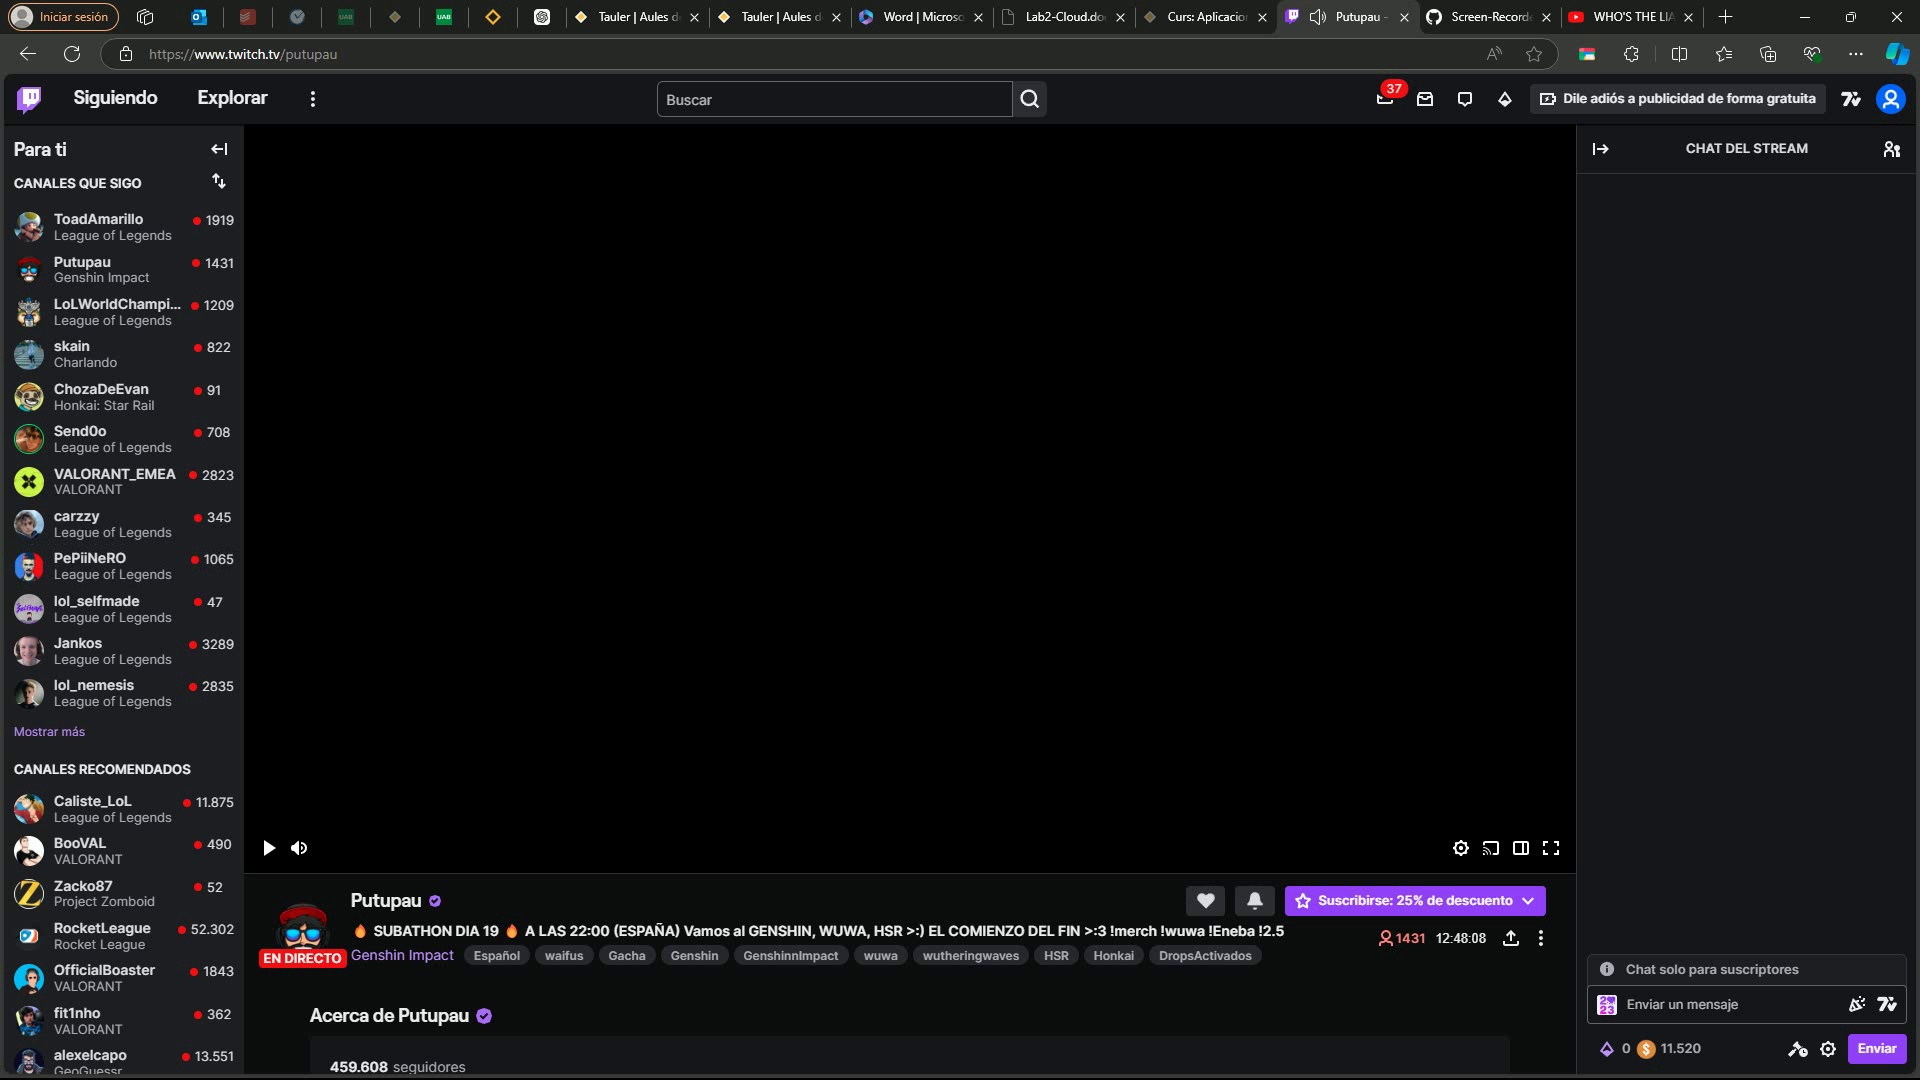 Iniciar sesión
UAB
UAB
Tauler | Aules d
Tauler | Aules d
Word | Microso
Lab2-Cloud.do
Curs: Aplicacion
Putupau -
Screen-Record
WHO'S THE LIA
https://www.twitch.tv/putupau
Siguiendo
Explorar
Buscar
37
Dile adiós a publicidad de forma gratuita
Para ti
CANALES QUE SIGO
ToadAmarillo 1919
League of Legends
Putupau 1431
Genshin Impact
LoLWorldChampi... 1209
League of Legends
skain 822
Charlando
ChozaDeEvan 91
Honkai: Star Rail
Send0o 708
League of Legends
VALORANT_EMEA 2823
VALORANT
carzzy 345
League of Legends
PePiiNeRO 1065
League of Legends
lol_selfmade 47
League of Legends
Jankos 3289
League of Legends
lol_nemesis 2835
League of Legends
Mostrar más
CANALES RECOMENDADOS
Caliste_LoL 11.875
League of Legends
BooVAL 490
VALORANT
Zacko87 52
Project Zomboid
RocketLeague 52.302
Rocket League
OfficialBoaster 1843
VALORANT
fit1nho 362
VALORANT
alexelcapo 13.551
GeoGuessr
Putupau
Suscribirse: 25% de descuento
SUBATHON DIA 19 A LAS 22:00 (ESPAÑA) Vamos al GENSHIN, WUWA, HSR >:) EL COMIENZO DEL FIN >:3 !merch !wuwa !Eneba !2.5
1431 12:48:08
EN DIRECTO
Genshin Impact Español waifus Gacha Genshin GenshinnImpact wuwa wutheringwaves HSR Honkai DropsActivados
Acerca de Putupau
459.608 seguidores
CHAT DEL STREAM
Chat solo para suscriptores
Enviar un mensaje
0 11.520
Enviar